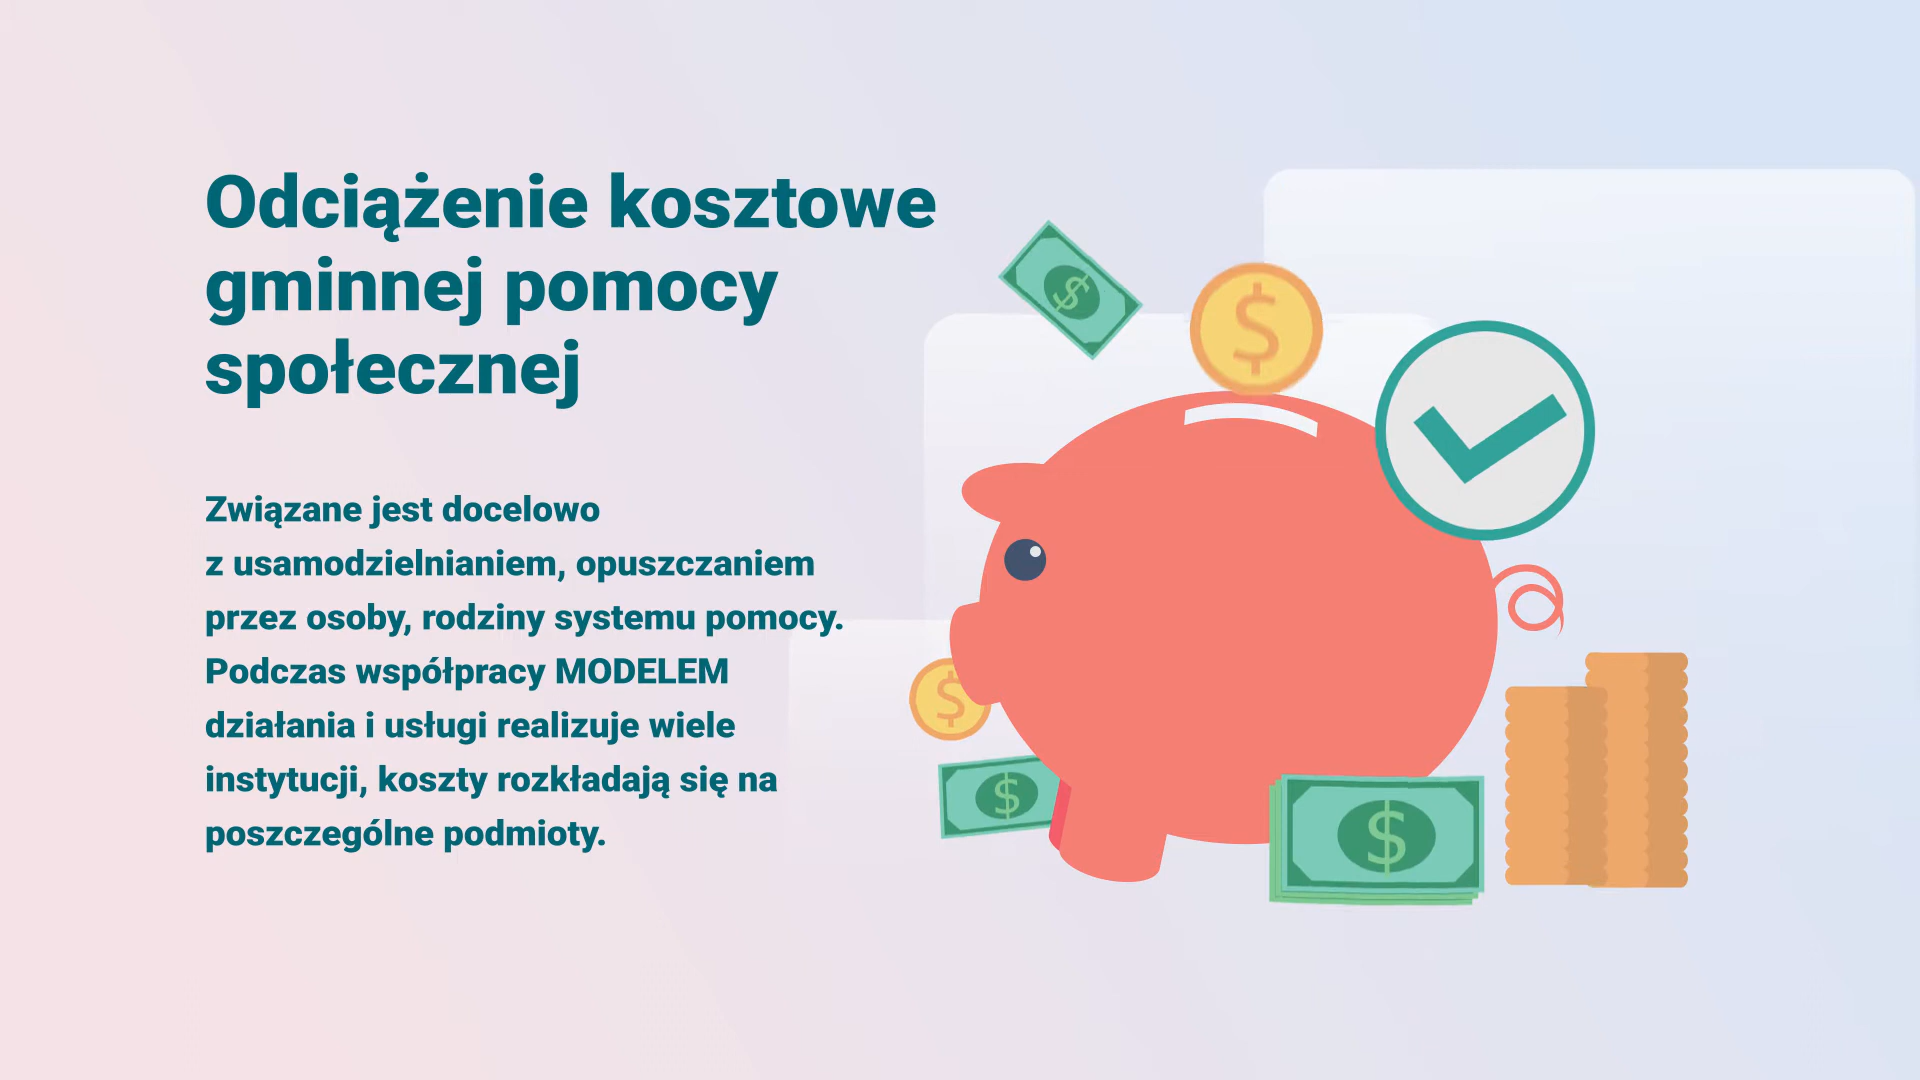 Odciążenie kosztowe
gminnej pomocy
społecznej
Związane jest docelowo
z usamodzielnianiem, opuszczaniem
przez osoby, rodziny systemu pomocy.
Podczas współpracy MODELEM
działania i usługi realizuje wiele
instytucji, koszty rozkładają się na
poszczególne podmioty.
$
$
$
$
$